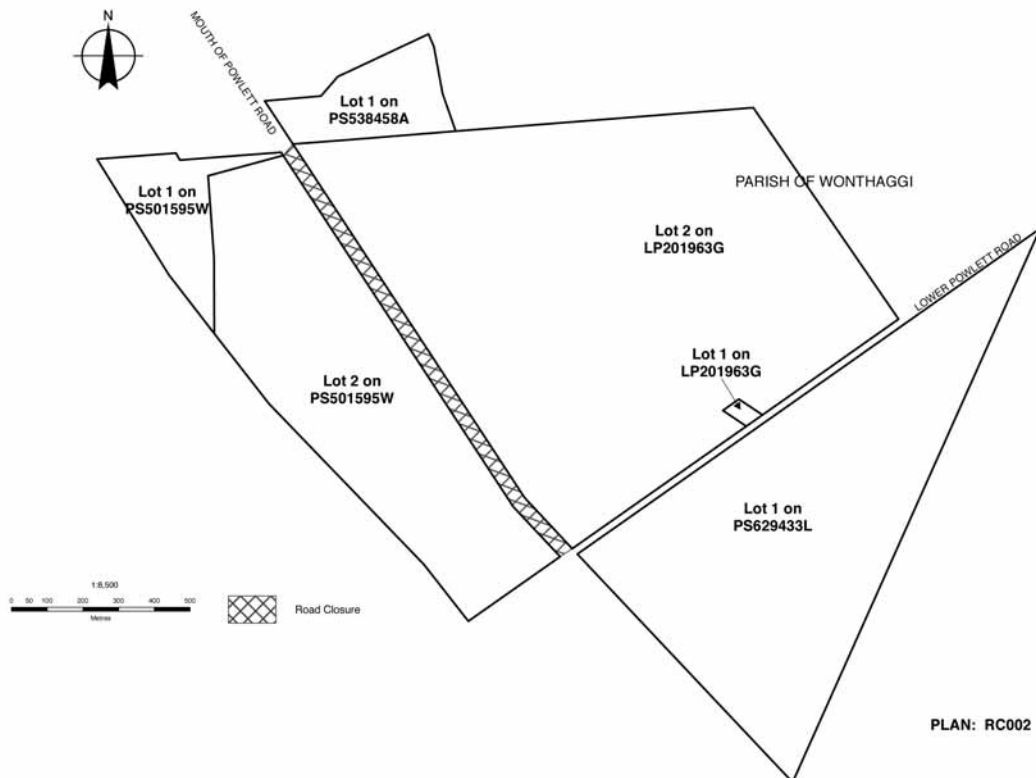 N
MOUTH OF POWLETT ROAD
Lot 1 on
PS538458A
Lot 1 on
PS501595W
PARISH OF WONTHAGGI
Lot 2 on
LP201963G
LOWER POWLETT ROAD
Lot 1 on
LP201963G
Lot 2 on
PS501595W
Lot 1 on
PS629433L
1:8,500
0 50 100 200 300 400 500
Metres
Road Closure
PLAN: RC002